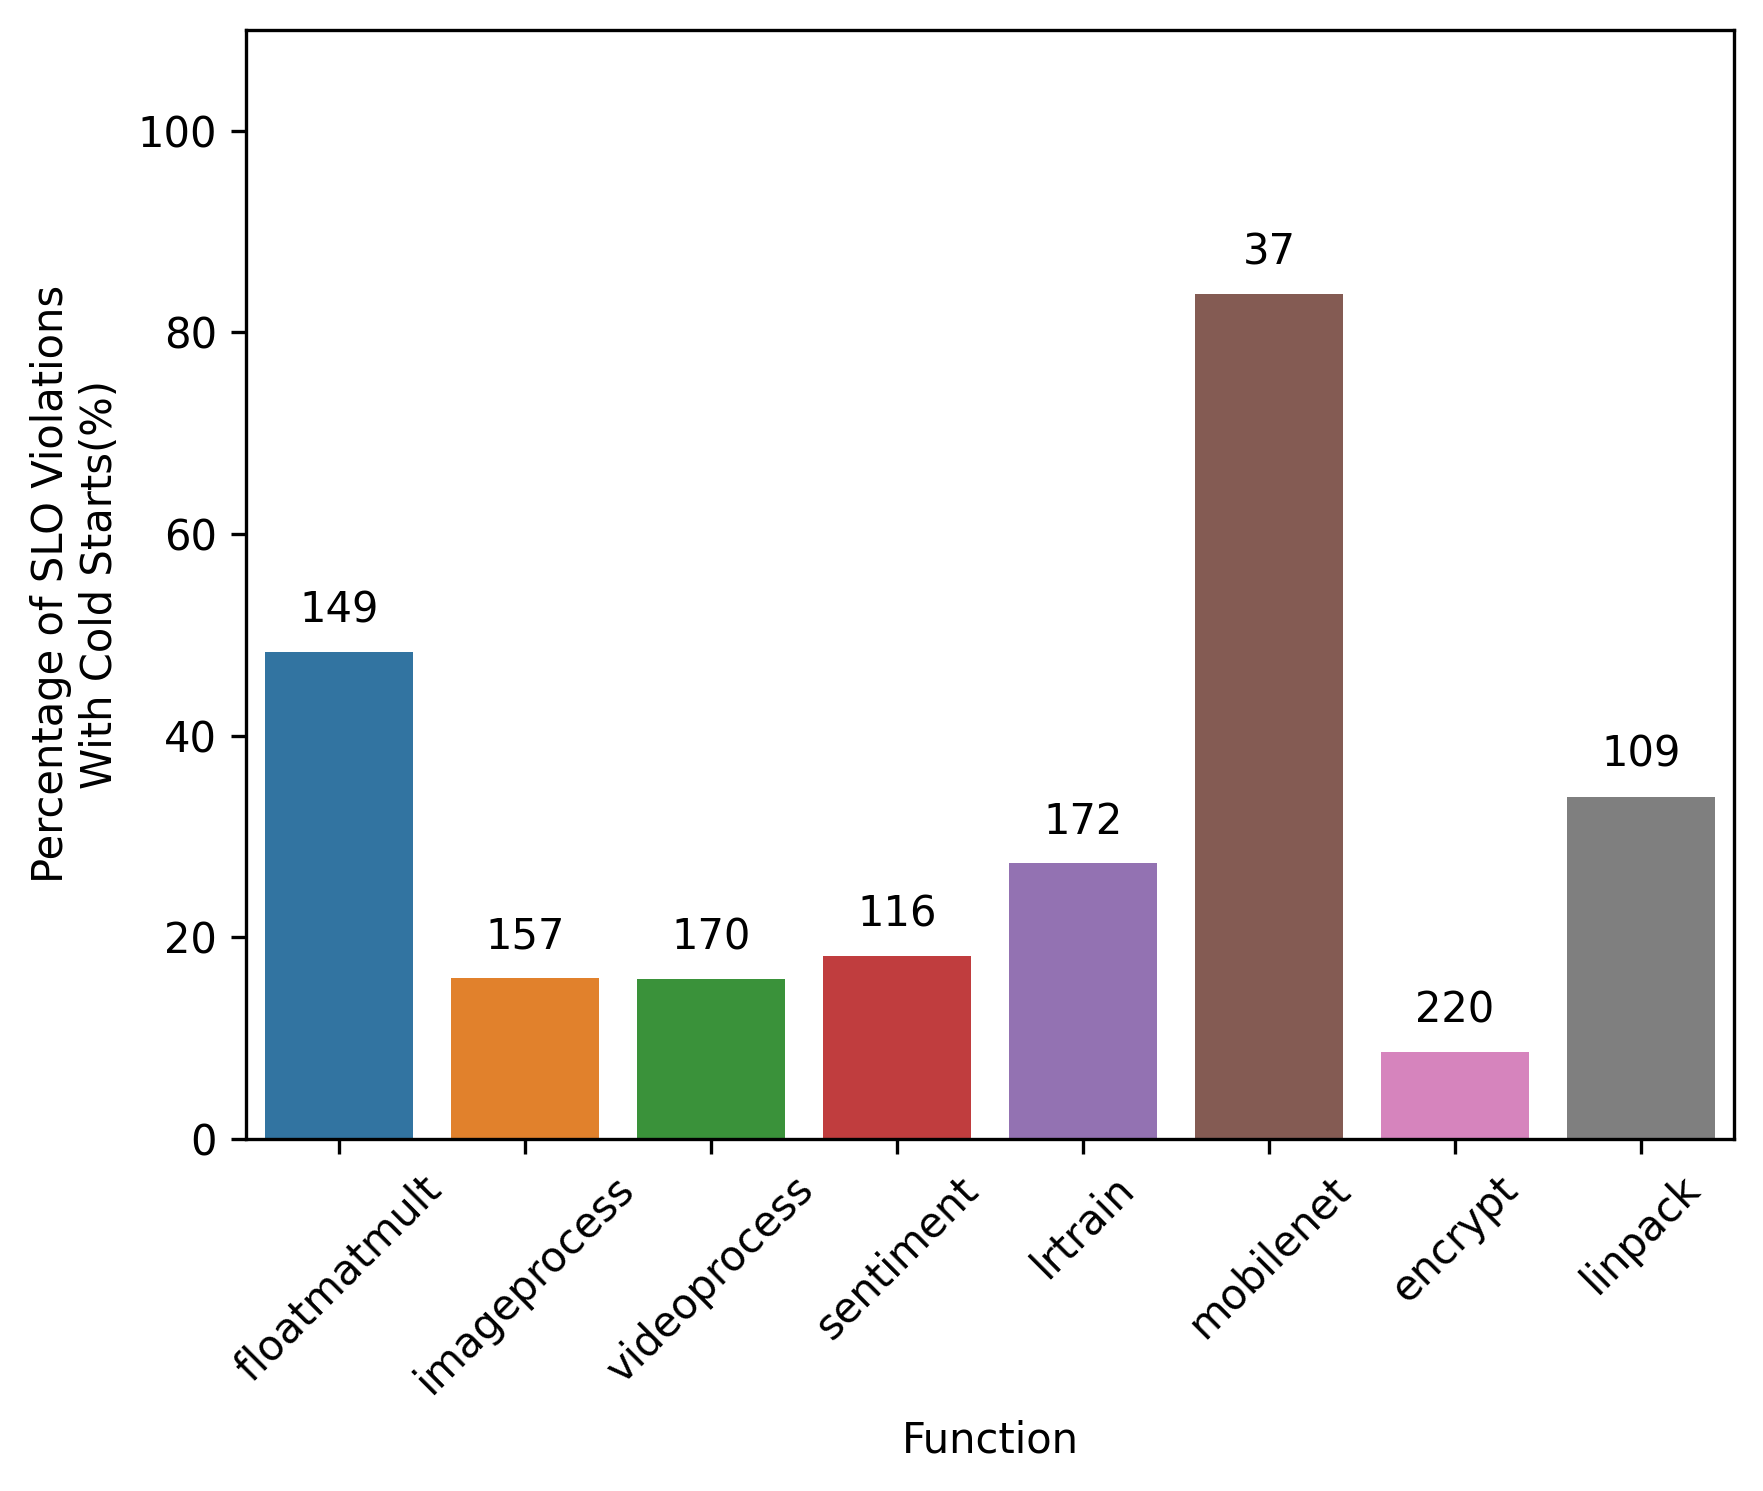 Percentage of SLO Violations
With Cold Starts(%)
100
80
60
40
20
0
149
157
170
116
172
37
220
109
floatmatmult
imageprocess
videoprocess
sentiment
lrtrain
mobilenet
encrypt
linpack
Function